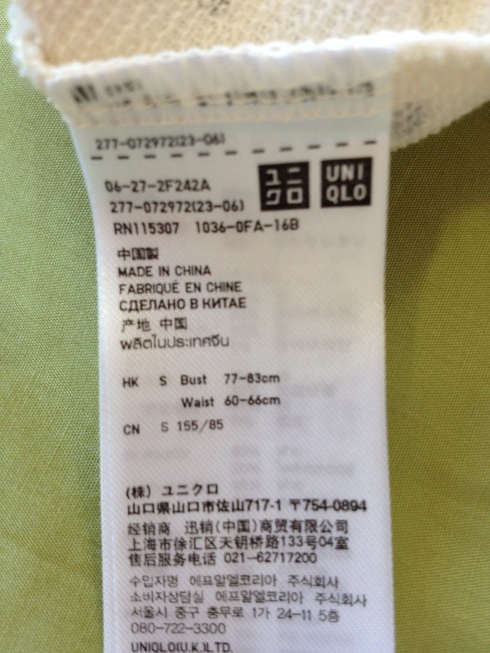 277-072972(23-06)
06-27-2F242A
ユニクロ
UNIQLO
277-072972(23-06)
RN115307 1036-0FA-16B
中国製
MADE IN CHINA
FABRIQUÉ EN CHINE
СДЕЛАНО В КИТАЕ
产地 中国
ผลิตในประเทศจีน
HK S Bust 77-83cm
Waist 60-66cm
CN S 155/85
(株) ユニクロ
山口県山口市佐山717-1 〒754-0894
经销商 迅销(中国)商贸有限公司
上海市徐汇区天钥桥路133号04室
售后服务电话 021-62717200
수입자명 에프알엘코리아 주식회사
소비자상담실 에프알엘코리아 주식회사
서울시 중구 충무로 1가 24-11 5층
080-722-3300
UNIQLO(U.K.)LTD.